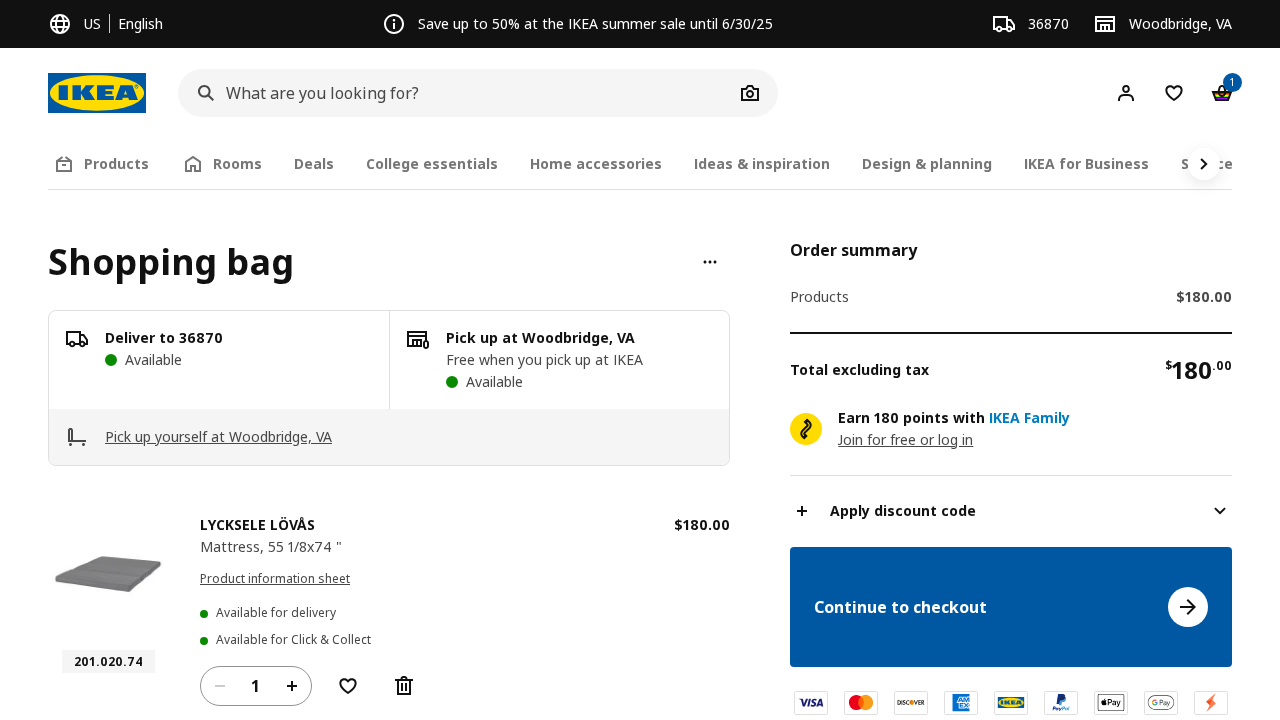 US
English
Save up to 50% at the IKEA summer sale until 6/30/25
36870
Woodbridge, VA
IKEA
What are you looking for?
1
Products
Rooms
Deals
College essentials
Home accessories
Ideas & inspiration
Design & planning
IKEA for Business
Shopping bag
Deliver to 36870
Available
Pick up at Woodbridge, VA
Free when you pick up at IKEA
Available
Pick up yourself at Woodbridge, VA
LYCKSELE LÖVÅS
$180.00
Mattress, 55 1/8x74 "
Product information sheet
Available for delivery
Available for Click & Collect
201.020.74
1
Order summary
Products
$180.00
Total excluding tax
$180.00
Earn 180 points with IKEA Family
Join for free or log in
Apply discount code
Continue to checkout
VISA
DISCOVER
AMEX
IKEA
PayPal
Pay
G Pay